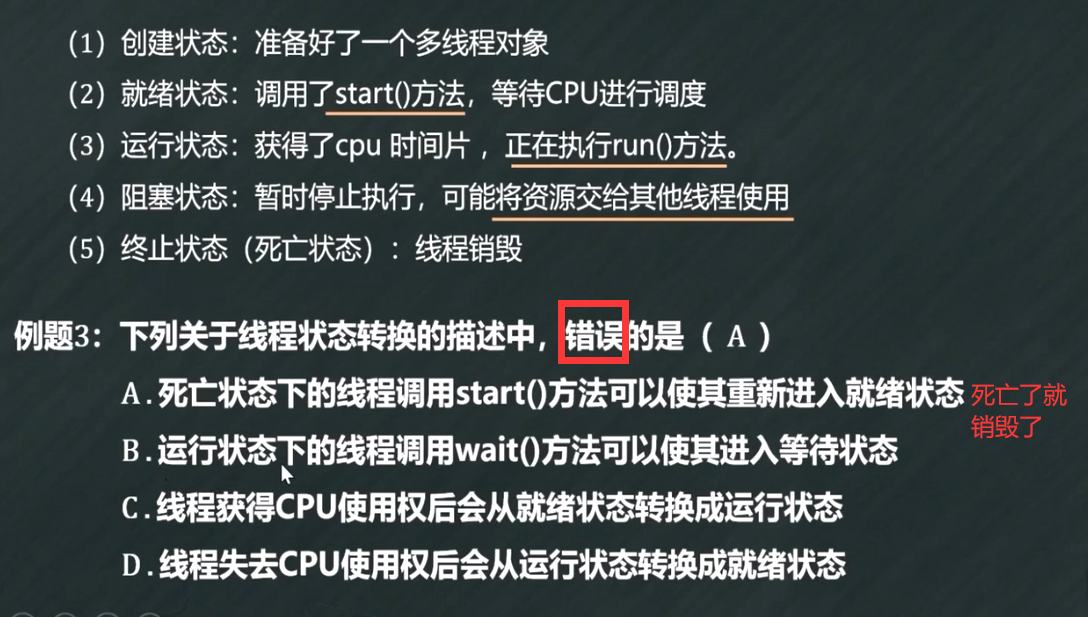 （1）创建状态：准备好了一个多线程对象
（2）就绪状态：调用了start()方法，等待CPU进行调度
（3）运行状态：获得了cpu 时间片 ，正在执行run()方法。
（4）阻塞状态：暂时停止执行，可能将资源交给其他线程使用
（5）终止状态（死亡状态）：线程销毁
例题3：下列关于线程状态转换的描述中，错误的是（ A ）
A.死亡状态下的线程调用start()方法可以使其重新进入就绪状态
死亡了就
销毁了
B.运行状态下的线程调用wait()方法可以使其进入等待状态
C.线程获得CPU使用权后会从就绪状态转换成运行状态
D.线程失去CPU使用权后会从运行状态转换成就绪状态